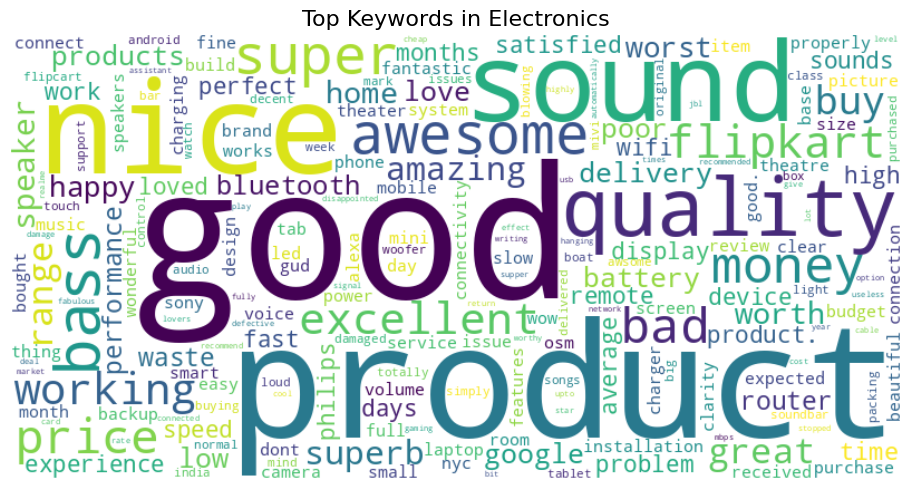 Top Keywords in Electronics
connect android fine super months satisfied worst item properly level
cheap
products build fantastic sound sounds
flipcart assistant perfect mark issues wifi picture class
work speakers bar charging decent home love blowing automatically original base buy
nice theater system highly jbl size
speaker support watch brand awesome poor flipkart purchased
works week phone amazing mivi times recommended theatre
happy loved bluetooth mobile delivery usb box high
realme touch disappointed good give
music control design play good quality lot
bass performance wonderful tab effect writing hanging boat display review clear connection
range led mini woofer connectivity slow awsome money
damage audio gud alexa day supper battery
bought fabulous sony signal remote device light option
lovers fully power wow delivered return network screen worth budget useless
thing defective voice excellent bad product. year cable
waste recommend fast damaged service issue worthy osm average
deal smart loud philips totally features charger big cost expected beautiful
working market easy cool volume simply songs clarity packing
month backup buying product days upto router
card connected star soundbar
price rate speed full gaming room mbps stopped
normal dont superb laptop google installation great time
experience india low mind camera small nyc bit tablet problem received purchase